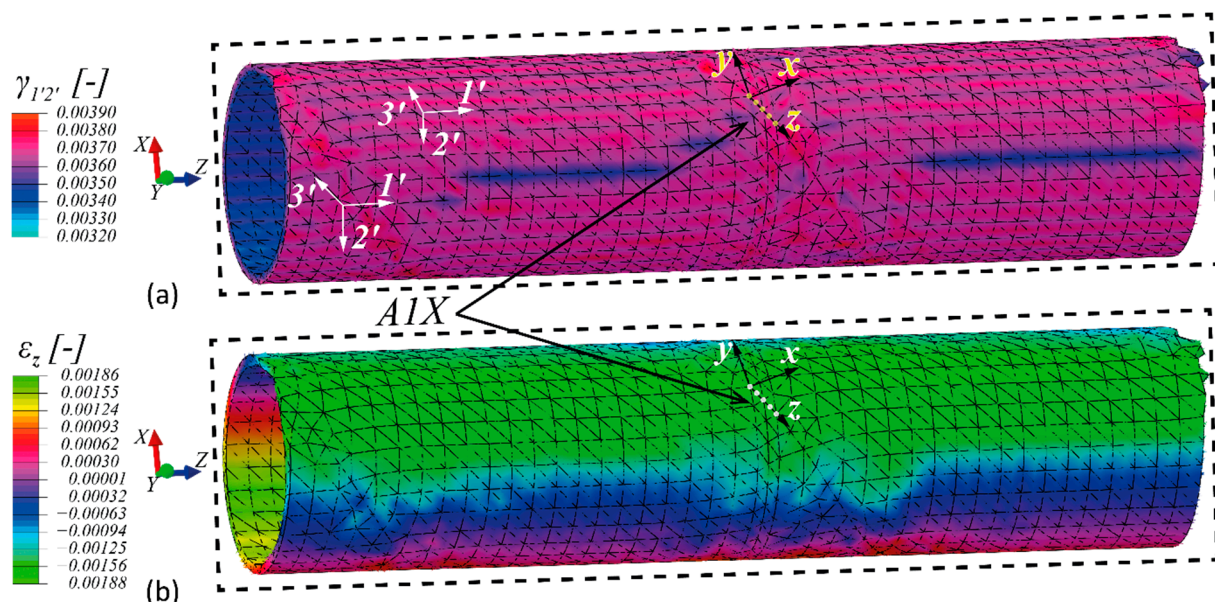 γ1'2' [-]
0.00390
0.00380
0.00370
0.00360
0.00350
0.00340
0.00330
0.00320
X
Y
Z
3'
1'
2'
3'
1'
2'
y
x
z
(a)
A1X
εz [-]
0.00186
0.00155
0.00124
0.00093
0.00062
0.00030
0.00001
0.00032
−0.00063
−0.00094
−0.00125
−0.00156
0.00188
X
Y
Z
y
x
z
(b)